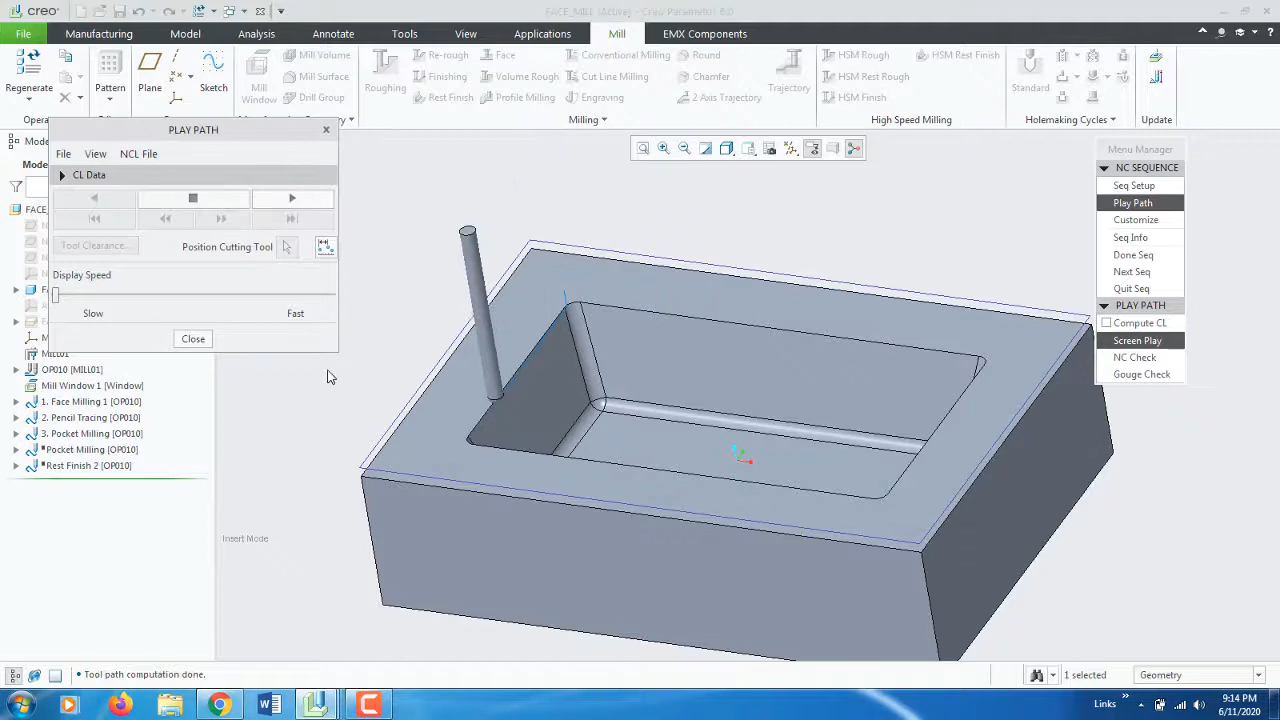 creo
FACE_MILL (Active) - Creo Parametric 6.0
File
Manufacturing
Model
Analysis
Annotate
Tools
View
Applications
Mill
EMX Components
Regenerate
Pattern
Plane
Sketch
Mill Window
Mill Volume
Mill Surface
Drill Group
Roughing
Re-rough
Finishing
Rest Finish
Face
Volume Rough
Profile Milling
Conventional Milling
Cut Line Milling
Engraving
Round
Chamfer
2 Axis Trajectory
Trajectory
HSM Rough
HSM Rest Rough
HSM Finish
HSM Rest Finish
Standard
Milling
High Speed Milling
Holemaking Cycles
Update
PLAY PATH
File
View
NCL File
CL Data
Tool Clearance...
Position Cutting Tool
Display Speed
Slow
Fast
Close
OP010 [MILL01]
Mill Window 1 [Window]
1. Face Milling 1 [OP010]
2. Pencil Tracing [OP010]
3. Pocket Milling [OP010]
*Pocket Milling [OP010]
*Rest Finish 2 [OP010]
Insert Mode
Menu Manager
NC SEQUENCE
Seq Setup
Play Path
Customize
Seq Info
Done Seq
Next Seq
Quit Seq
PLAY PATH
Compute CL
Screen Play
NC Check
Gouge Check
• Tool path computation done.
1 selected
Geometry
Links
9:14 PM
6/11/2020